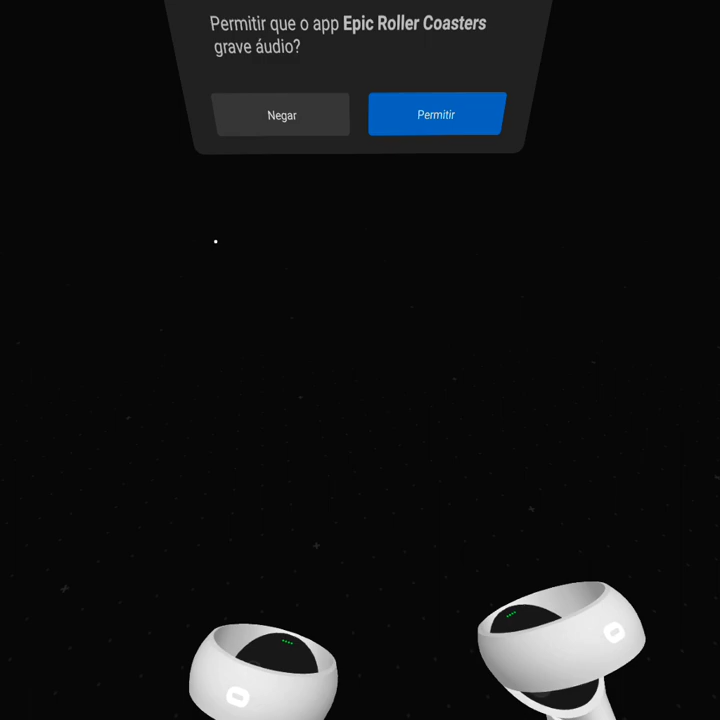 Permitir que o app Epic Roller Coasters
grave áudio?
Negar
Permitir